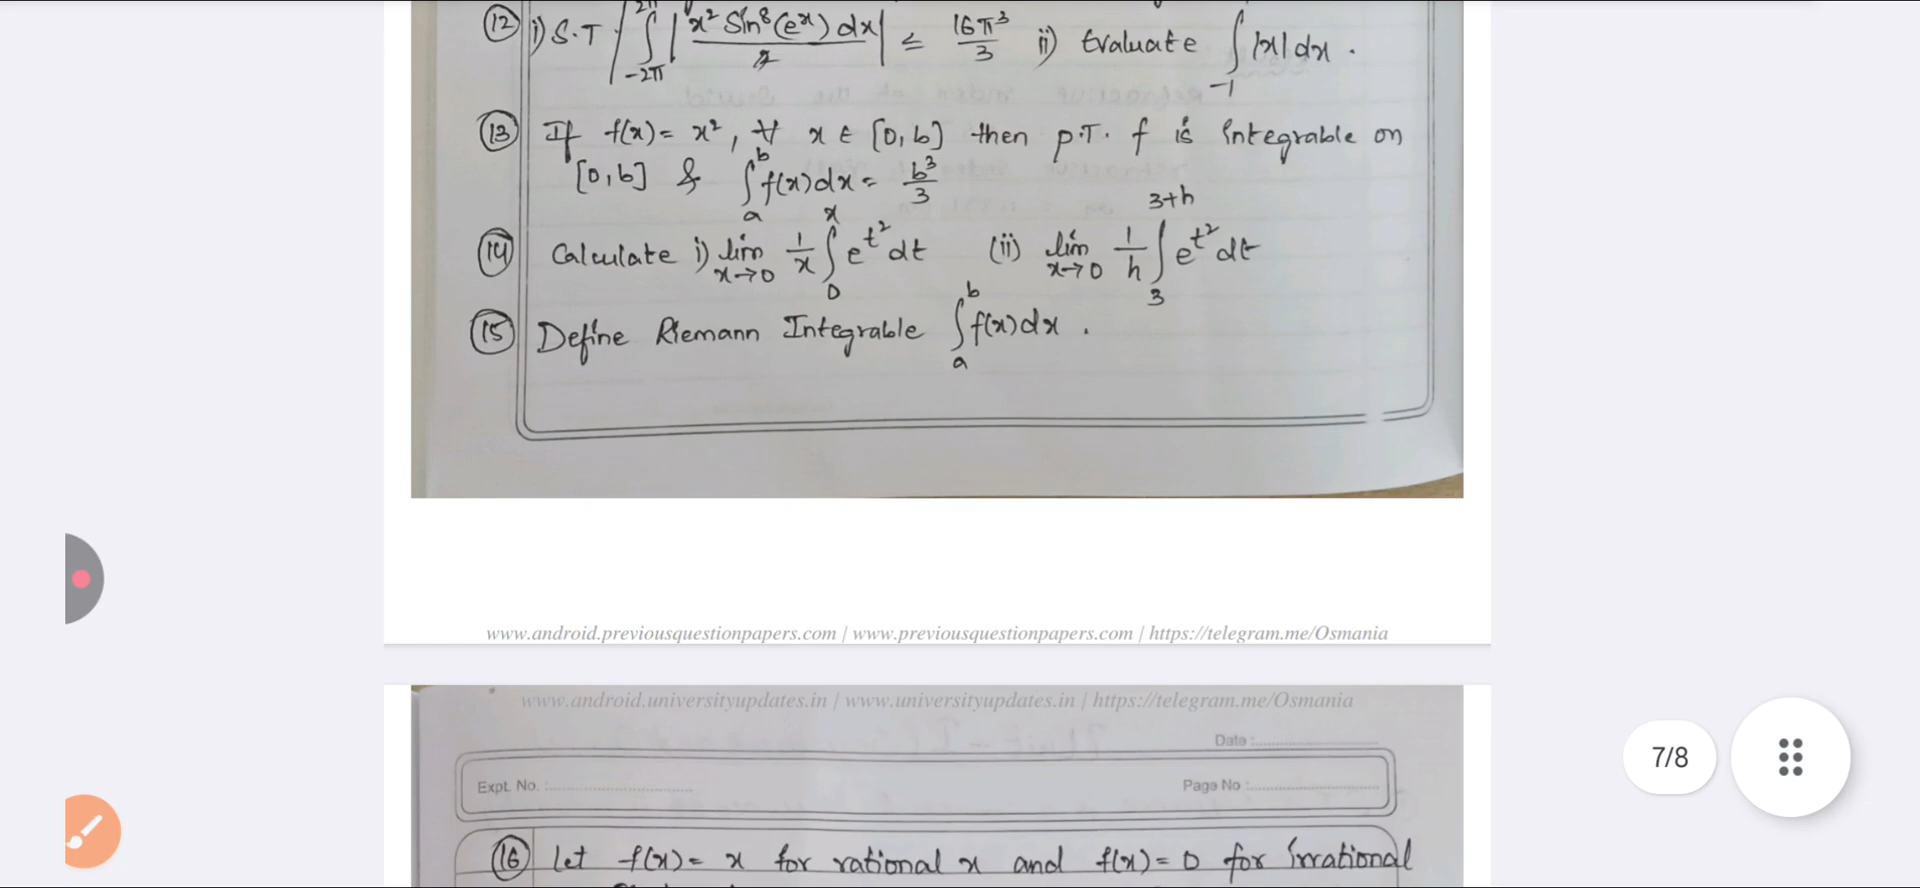 (12) i) S.T | ∫_{-2π}^{2π} | x² Sin⁸(eˣ) dx | ≤ 16π³/3 ii) Evaluate ∫_{-1} |x| dx .
(13) If f(x) = x², ∀ x ∈ [0, b] then p.T. f is integrable on
[0, b] & ∫_a^b f(x) dx = b³/3
(14) Calculate i) lim_{x→0} 1/x ∫_0^x e^{t²} dt (ii) lim_{x→0} 1/h ∫_3^{3+h} e^{t²} dt
(15) Define Riemann Integrable ∫_a^b f(x) dx .
www.android.previousquestionpapers.com | www.previousquestionpapers.com | https://telegram.me/Osmania
www.android.universityupdates.in | www.universityupdates.in | https://telegram.me/Osmania
Date :
Expt. No. :
Page No :
7/8
(16) Let f(x) = x for rational x and f(x) = 0 for irrational